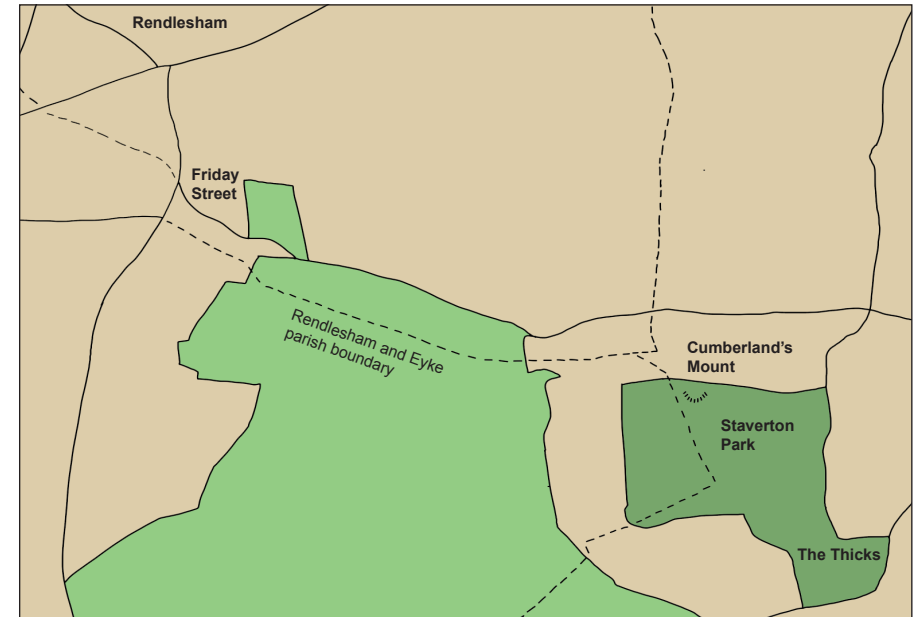 Rendlesham
Friday
Street
Rendlesham and Eyke
parish boundary
Cumberland's
Mount
Staverton
Park
The Thicks